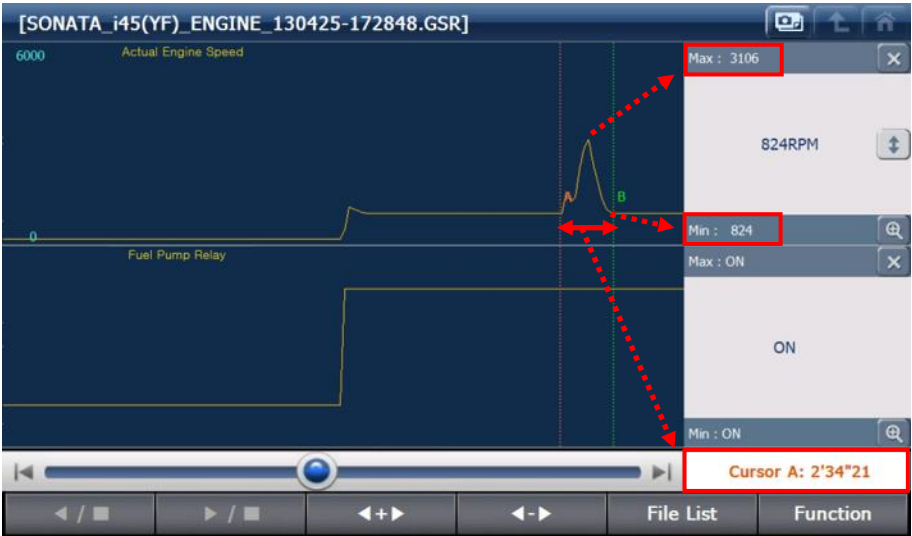 [SONATA_i45(YF)_ENGINE_130425-172848.GSR]
6000
Actual Engine Speed
Max : 3106
824RPM
A
B
0
Min : 824
Fuel Pump Relay
Max : ON
ON
Min : ON
Cursor A: 2'34"21
File List
Function